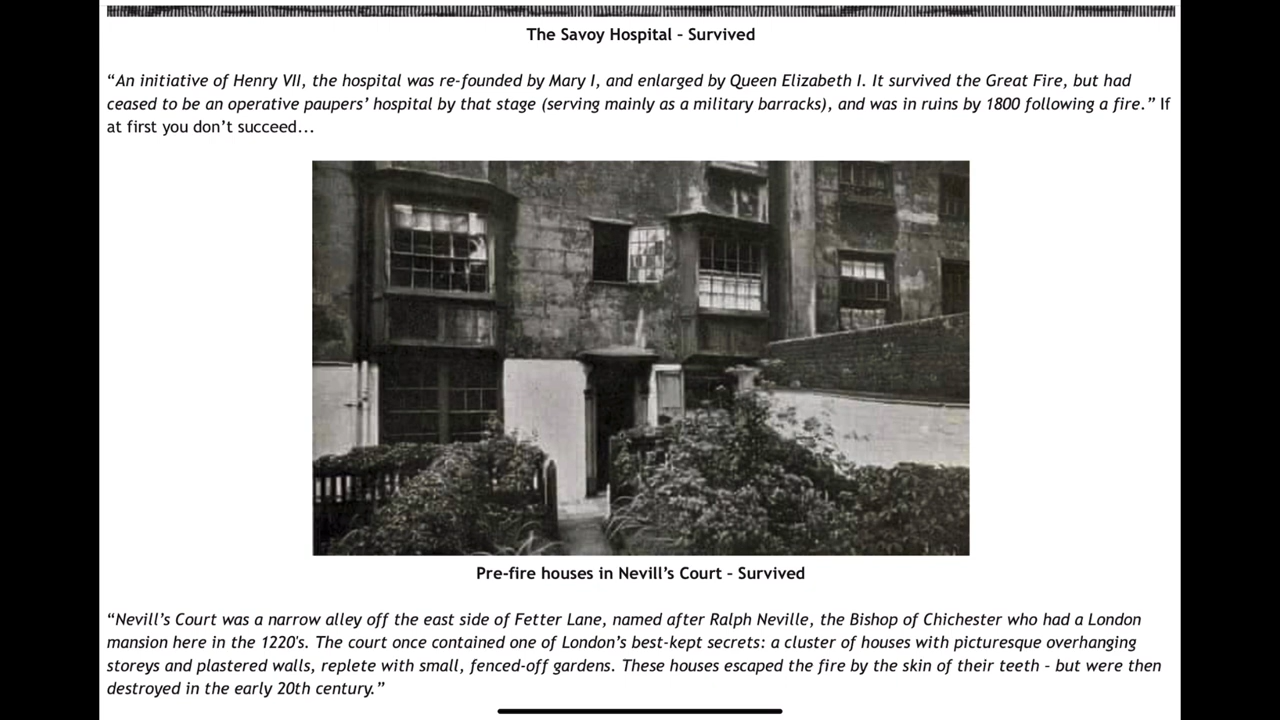 The Savoy Hospital – Survived
“An initiative of Henry VII, the hospital was re-founded by Mary I, and enlarged by Queen Elizabeth I. It survived the Great Fire, but had
ceased to be an operative paupers’ hospital by that stage (serving mainly as a military barracks), and was in ruins by 1800 following a fire.” If
at first you don’t succeed...
Pre-fire houses in Nevill’s Court – Survived
“Nevill’s Court was a narrow alley off the east side of Fetter Lane, named after Ralph Neville, the Bishop of Chichester who had a London
mansion here in the 1220's. The court once contained one of London’s best-kept secrets: a cluster of houses with picturesque overhanging
storeys and plastered walls, replete with small, fenced-off gardens. These houses escaped the fire by the skin of their teeth – but were then
destroyed in the early 20th century.”